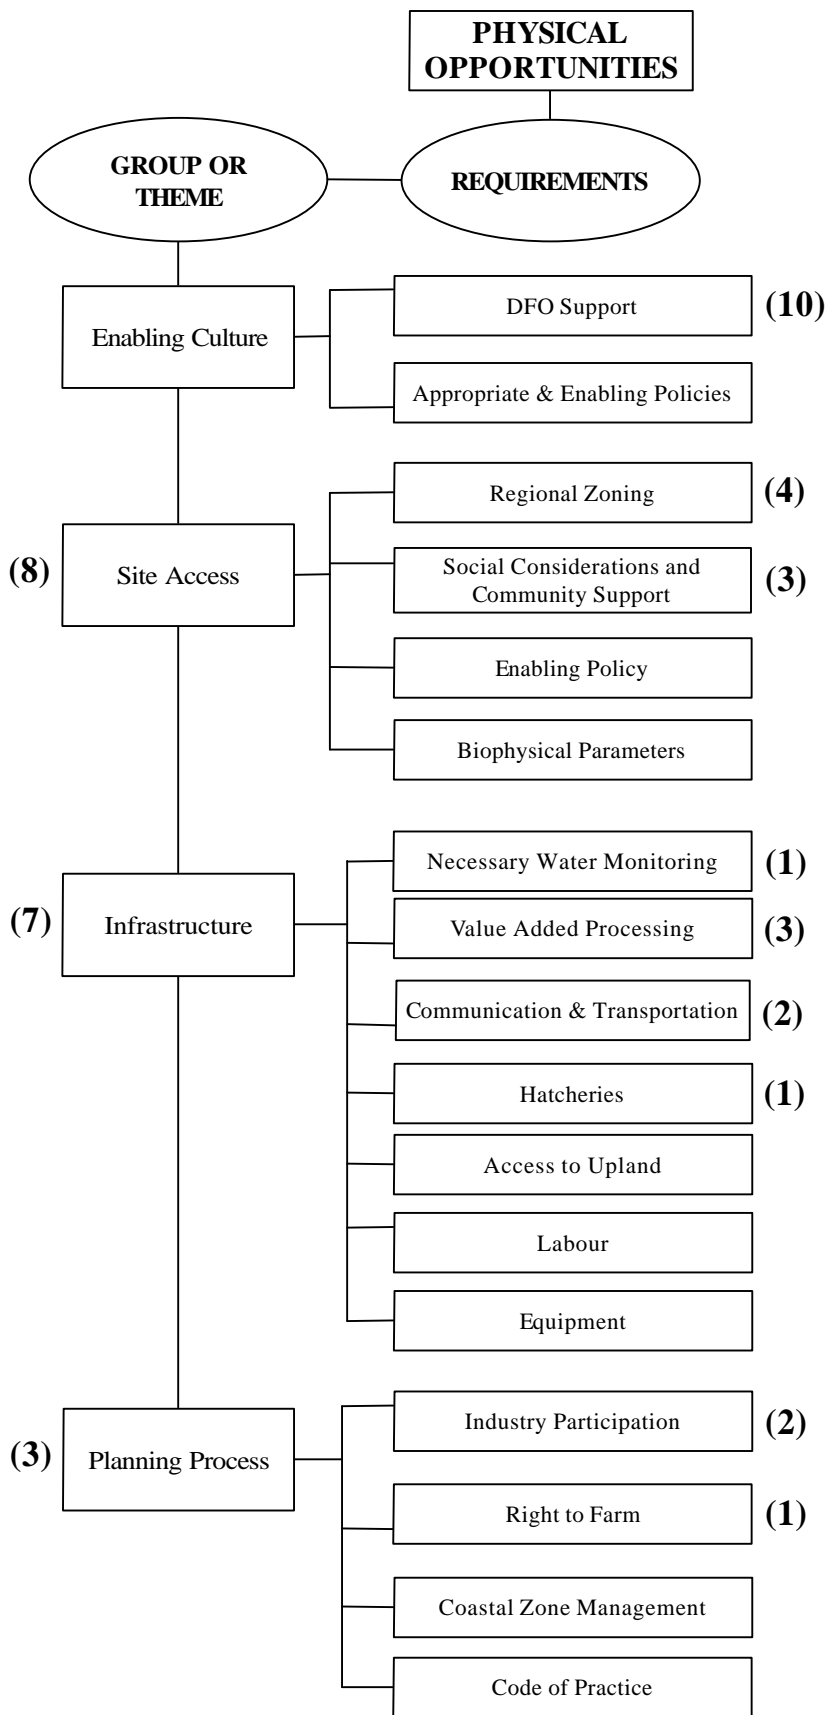 PHYSICAL
OPPORTUNITIES
GROUP OR
THEME
REQUIREMENTS
Enabling Culture
DFO Support
(10)
Appropriate & Enabling Policies
(8)
Site Access
Regional Zoning
(4)
Social Considerations and
Community Support
(3)
Enabling Policy
Biophysical Parameters
(7)
Infrastructure
Necessary Water Monitoring
(1)
Value Added Processing
(3)
Communication & Transportation
(2)
Hatcheries
(1)
Access to Upland
Labour
Equipment
(3)
Planning Process
Industry Participation
(2)
Right to Farm
(1)
Coastal Zone Management
Code of Practice